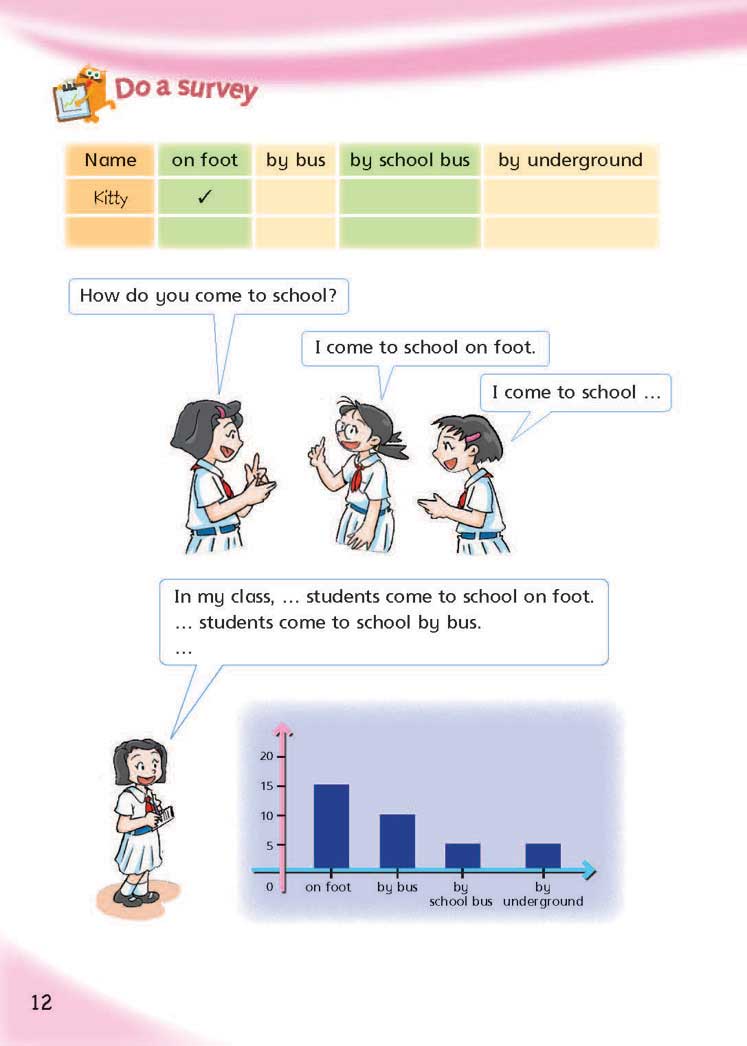 Do a survey
Name on foot by bus by school bus by underground
Kitty ✓
How do you come to school?
I come to school on foot.
I come to school ...
In my class, ... students come to school on foot.
... students come to school by bus.
...
20
15
10
5
0
on foot by bus by school bus by underground
12